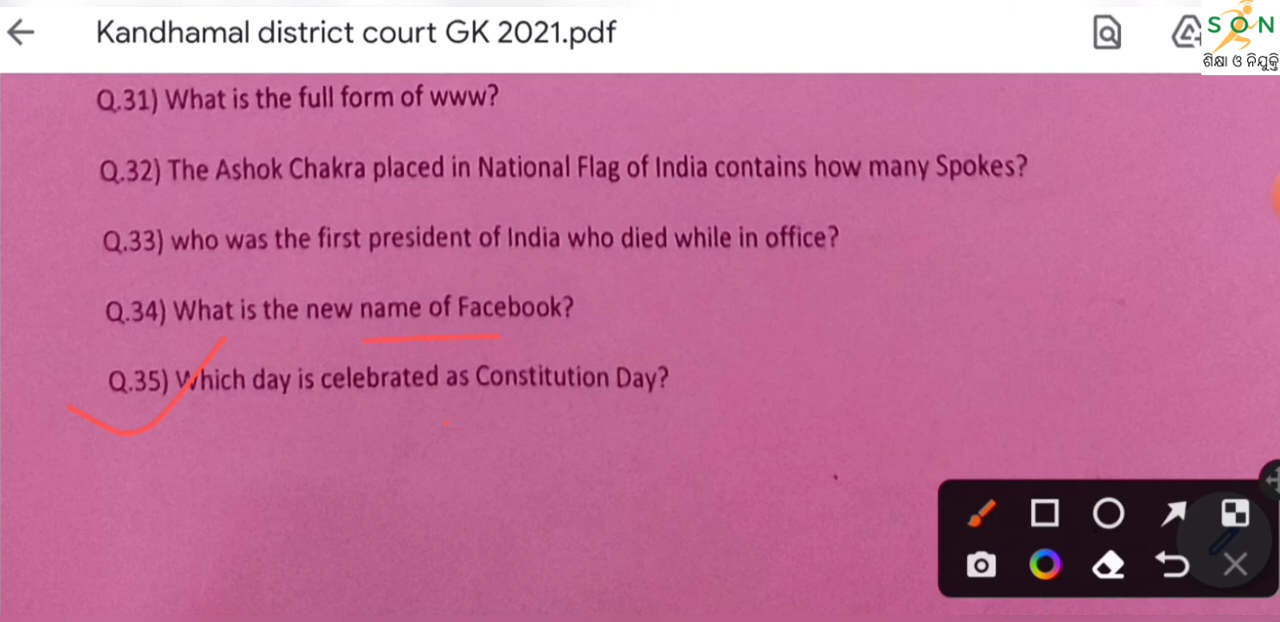 Kandhamal district court GK 2021.pdf
SON
ଶିକ୍ଷା ଓ ନିଯୁକ୍ତି
Q.31) What is the full form of www?
Q.32) The Ashok Chakra placed in National Flag of India contains how many Spokes?
Q.33) who was the first president of India who died while in office?
Q.34) What is the new name of Facebook?
Q.35) Which day is celebrated as Constitution Day?